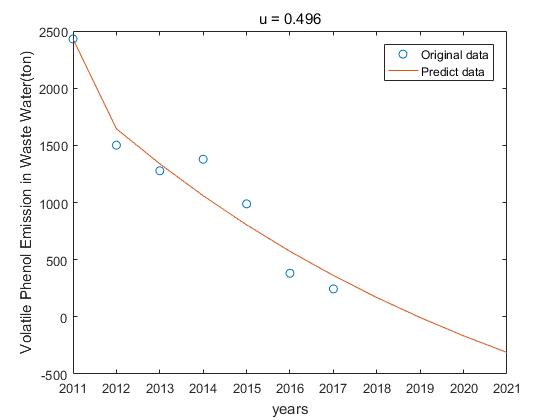 u = 0.496
Original data
Predict data
Volatile Phenol Emission in Waste Water(ton)
2500
2000
1500
1000
500
0
-500
2011 2012 2013 2014 2015 2016 2017 2018 2019 2020 2021
years